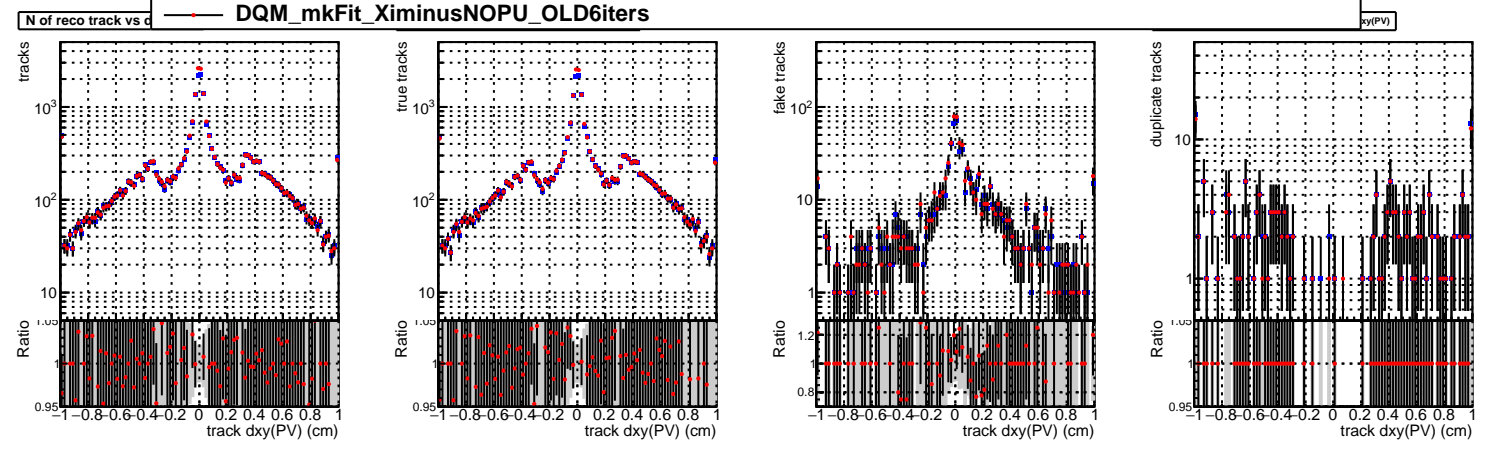 DQM_mkFit_XiminusNOPU_OLD6iters
N of reco track vs d
xy(PV)
tracks
10³
10²
10
Ratio
1.05
1
0.95
−1 −0.8 −0.6 −0.4 −0.2 0 0.2 0.4 0.6 0.8 1
track dxy(PV) (cm)
true tracks
10³
10²
10
Ratio
1.05
1
0.95
−1 −0.8 −0.6 −0.4 −0.2 0 0.2 0.4 0.6 0.8 1
track dxy(PV) (cm)
fake tracks
10²
10
1
Ratio
1.2
1
0.8
−1 −0.8 −0.6 −0.4 −0.2 0 0.2 0.4 0.6 0.8 1
track dxy(PV) (cm)
duplicate tracks
10
1
Ratio
1.05
1
0.95
−1 −0.8 −0.6 −0.4 −0.2 0 0.2 0.4 0.6 0.8 1
track dxy(PV) (cm)